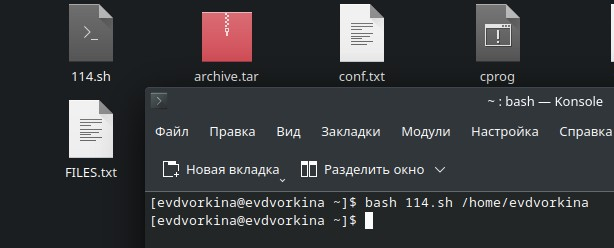 114.sh
archive.tar
conf.txt
cprog
FILES.txt
~ : bash — Konsole
Файл Правка Вид Закладки Модули Настройка Справка
Новая вкладка Разделить окно
[evdvorkina@evdvorkina ~]$ bash 114.sh /home/evdvorkina
[evdvorkina@evdvorkina ~]$